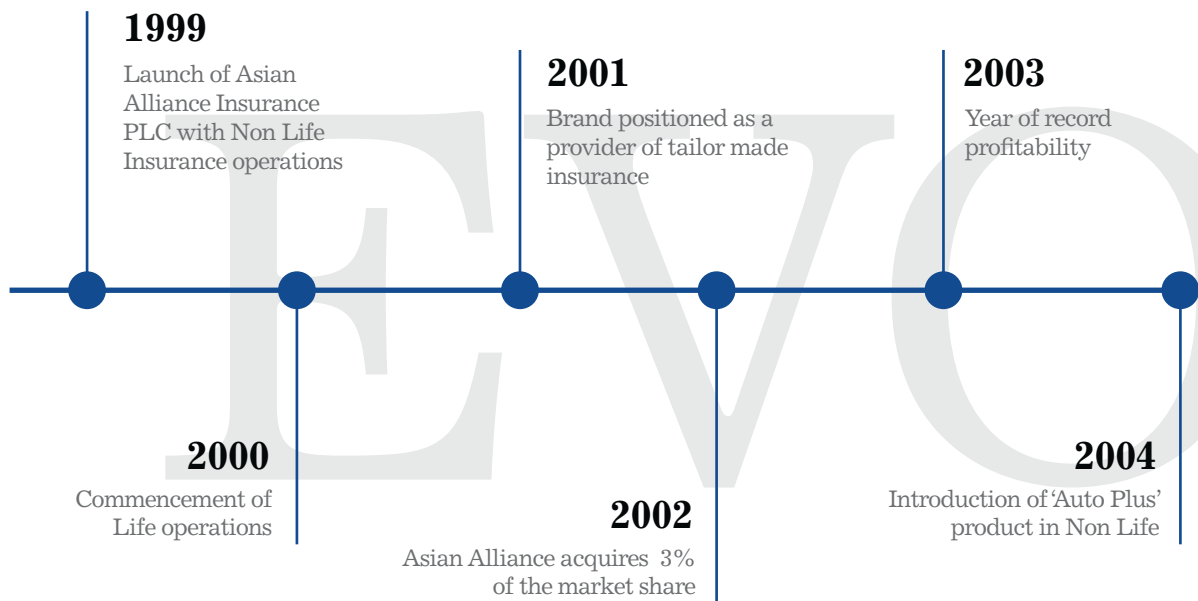 1999
Launch of Asian
Alliance Insurance
PLC with Non Life
Insurance operations
2000
Commencement of
Life operations
2001
Brand positioned as a
provider of tailor made
insurance
2002
Asian Alliance acquires 3%
of the market share
2003
Year of record
profitability
2004
Introduction of ‘Auto Plus’
product in Non Life
EVO